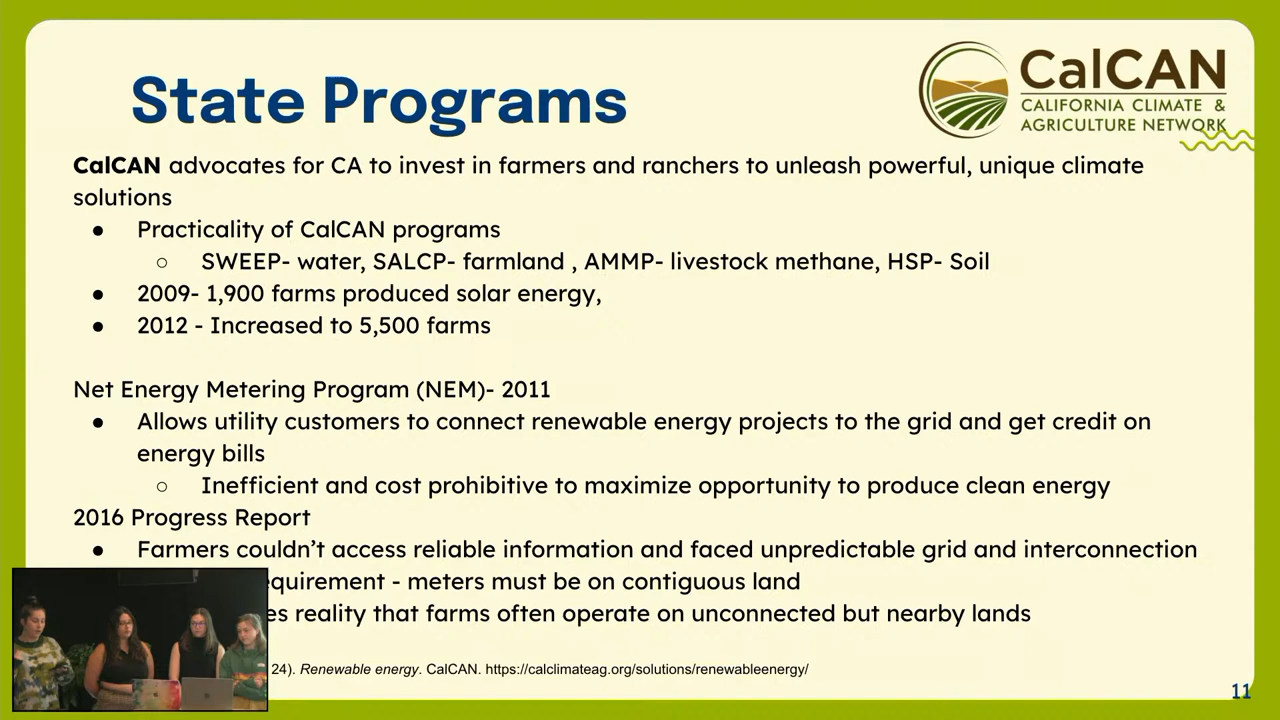 State Programs
CalCAN
CALIFORNIA CLIMATE &
AGRICULTURE NETWORK
CalCAN advocates for CA to invest in farmers and ranchers to unleash powerful, unique climate
solutions
● Practicality of CalCAN programs
○ SWEEP- water, SALCP- farmland , AMMP- livestock methane, HSP- Soil
● 2009- 1,900 farms produced solar energy,
● 2012 - Increased to 5,500 farms
Net Energy Metering Program (NEM)- 2011
● Allows utility customers to connect renewable energy projects to the grid and get credit on
energy bills
○ Inefficient and cost prohibitive to maximize opportunity to produce clean energy
2016 Progress Report
● Farmers couldn't access reliable information and faced unpredictable grid and interconnection
equirement - meters must be on contiguous land
es reality that farms often operate on unconnected but nearby lands
24). Renewable energy. CalCAN. https://calclimateag.org/solutions/renewableenergy/
11